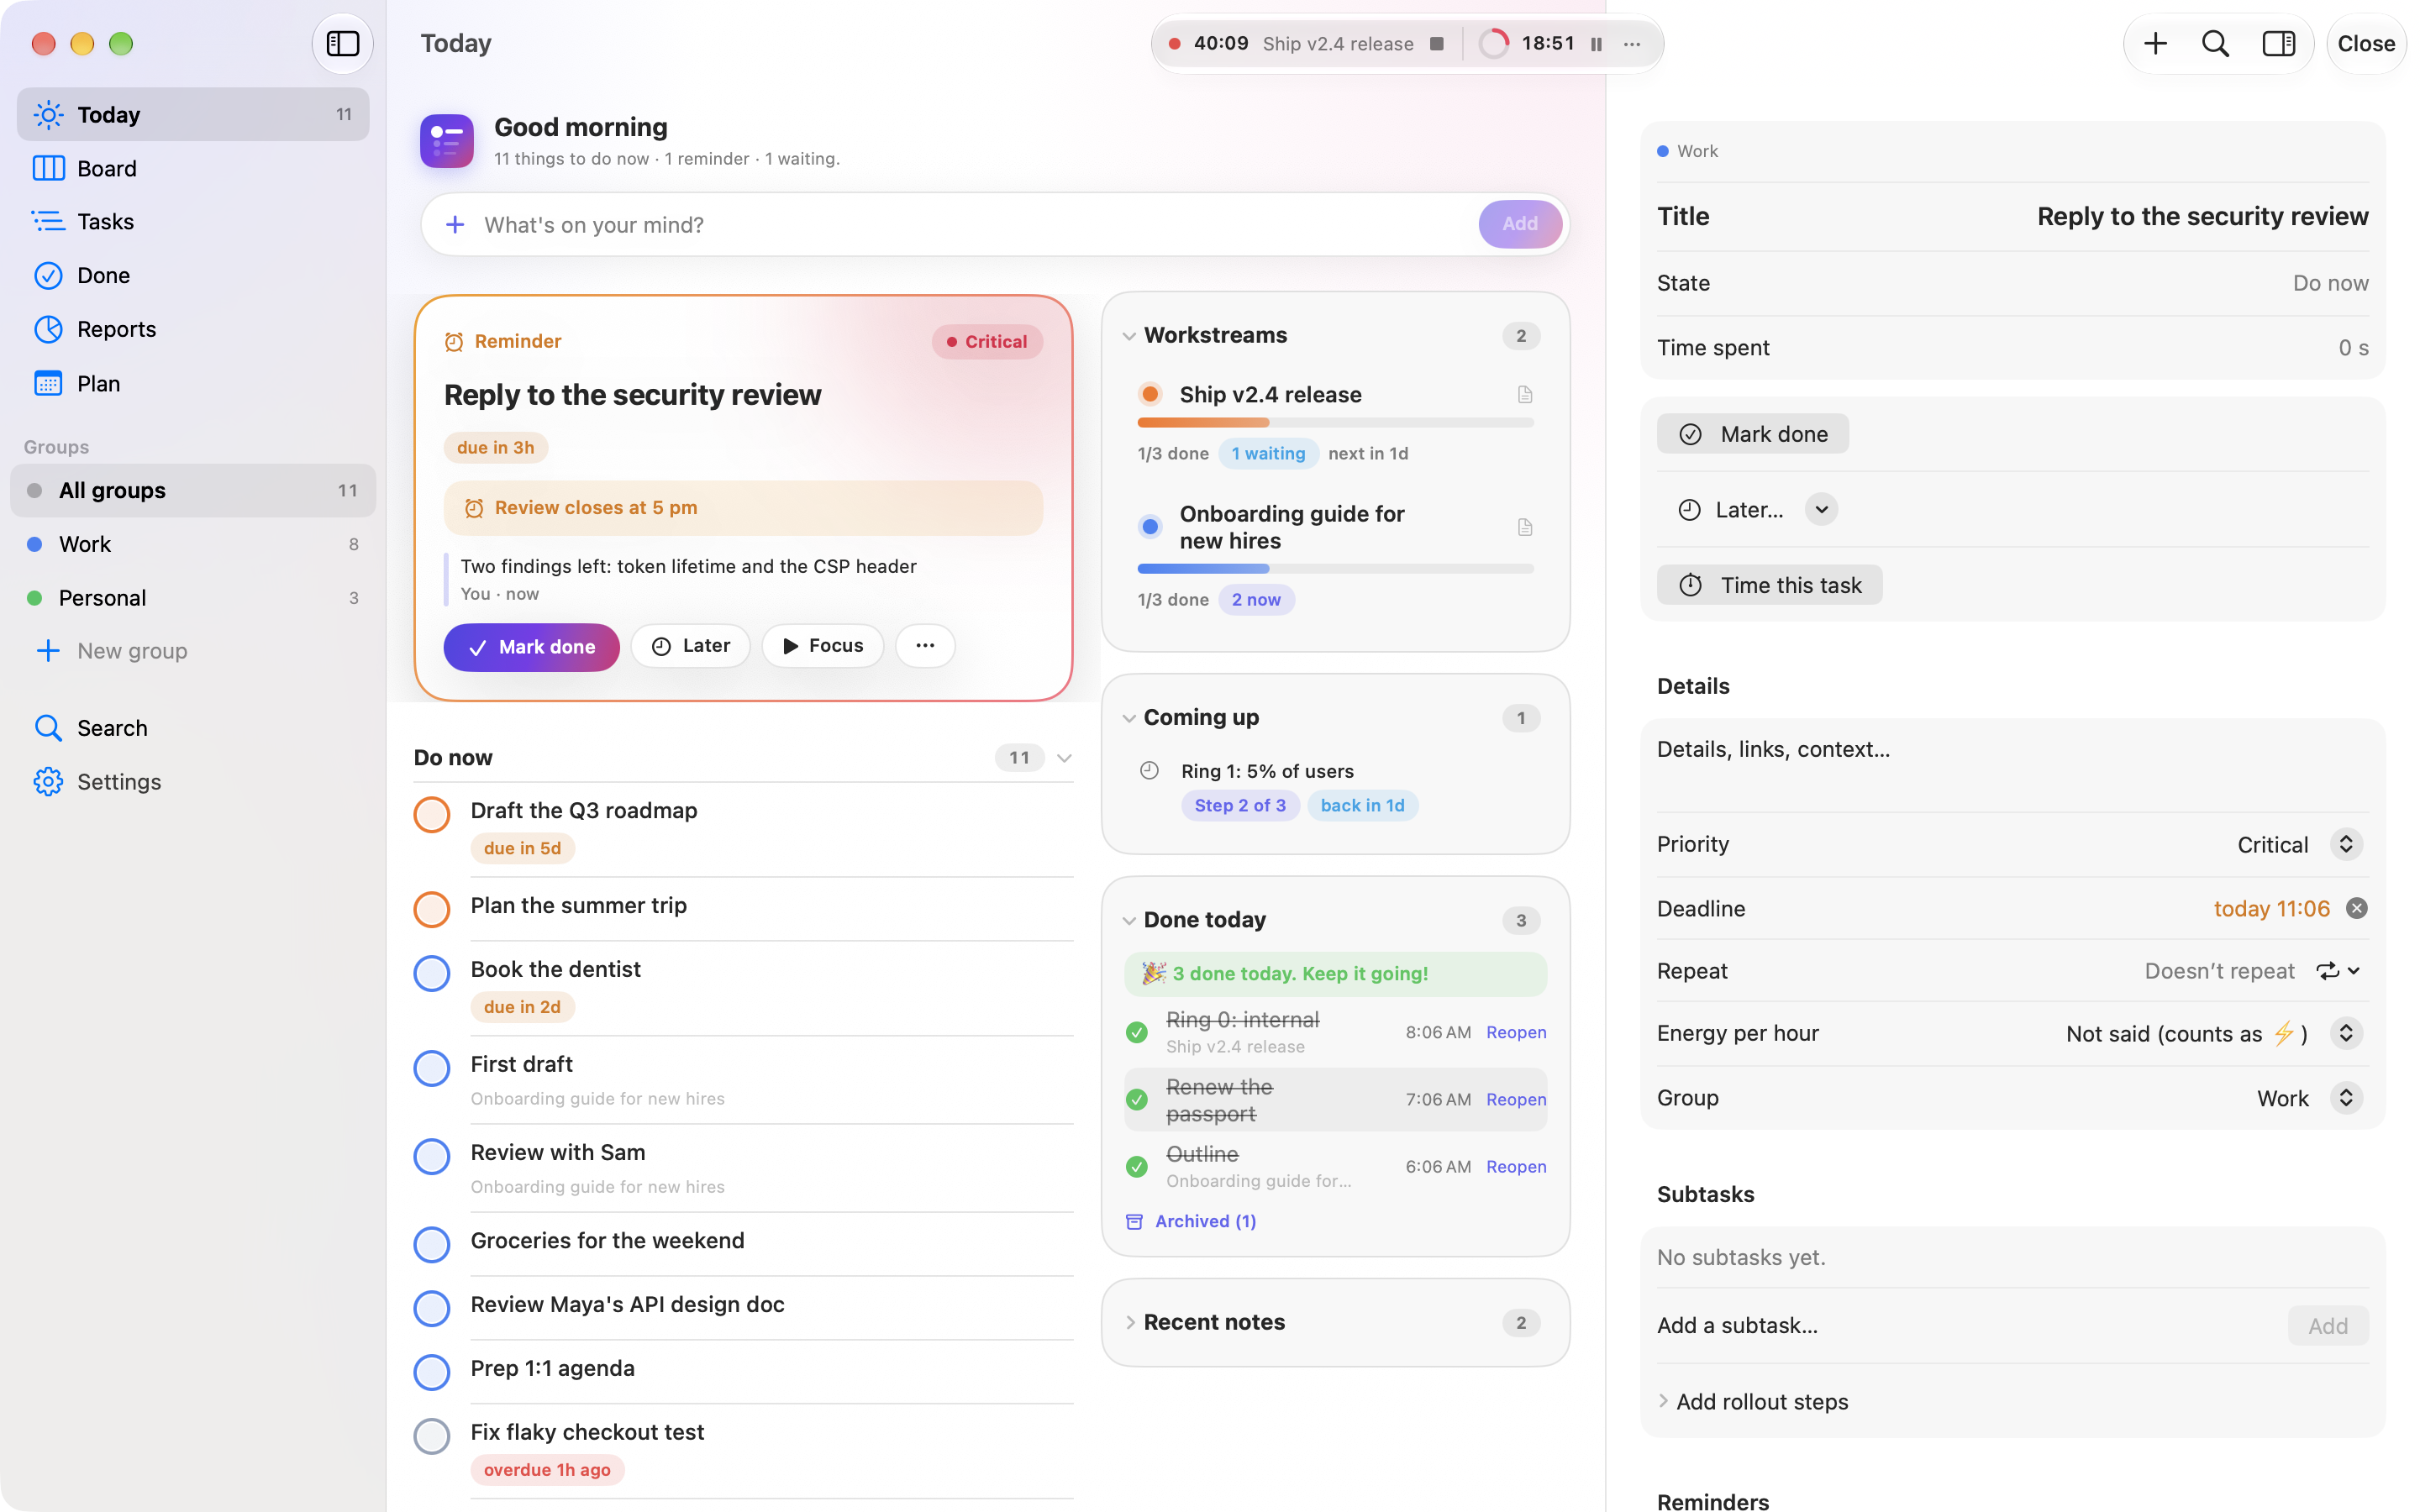 Today
11
Board
Tasks
Done
Reports
Plan
Groups
All groups
11
Work
8
Personal
3
New group
Search
Settings
Today
40:09 Ship v2.4 release
18:51
Close
Good morning
11 things to do now · 1 reminder · 1 waiting.
What's on your mind?
Add
Reminder
Critical
Reply to the security review
due in 3h
Review closes at 5 pm
Two findings left: token lifetime and the CSP header
You · now
Mark done
Later
Focus
Do now
11
Draft the Q3 roadmap
due in 5d
Plan the summer trip
Book the dentist
due in 2d
First draft
Onboarding guide for new hires
Review with Sam
Onboarding guide for new hires
Groceries for the weekend
Review Maya's API design doc
Prep 1:1 agenda
Fix flaky checkout test
overdue 1h ago
Workstreams
2
Ship v2.4 release
1/3 done 1 waiting next in 1d
Onboarding guide for
new hires
1/3 done 2 now
Coming up
1
Ring 1: 5% of users
Step 2 of 3 back in 1d
Done today
3
🎉 3 done today. Keep it going!
Ring 0: internal
Ship v2.4 release
8:06 AM Reopen
Renew the
passport
7:06 AM Reopen
Outline
Onboarding guide for...
6:06 AM Reopen
Archived (1)
Recent notes
2
Work
Title Reply to the security review
State Do now
Time spent 0 s
Mark done
Later...
Time this task
Details
Details, links, context...
Priority Critical
Deadline today 11:06
Repeat Doesn’t repeat
Energy per hour Not said (counts as ⚡)
Group Work
Subtasks
No subtasks yet.
Add a subtask...
Add
Add rollout steps
Reminders